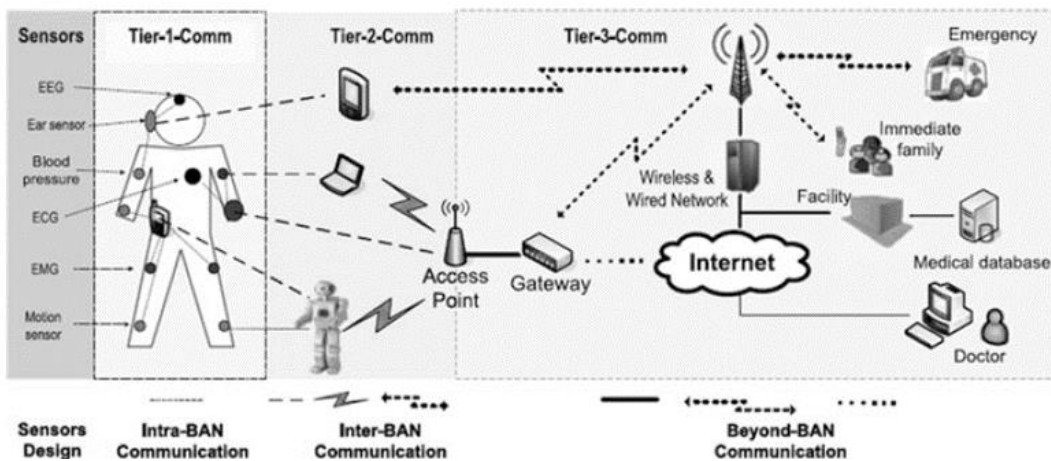 Sensors
Tier-1-Comm
Tier-2-Comm
Tier-3-Comm
Emergency
EEG
Ear sensor
Immediate
family
Blood
pressure
Wireless &
Wired Network
Facility
ECG
Medical database
EMG
Access
Point
Gateway
Internet
Motion
sensor
Doctor
Sensors
Design
Intra-BAN
Communication
Inter-BAN
Communication
Beyond-BAN
Communication